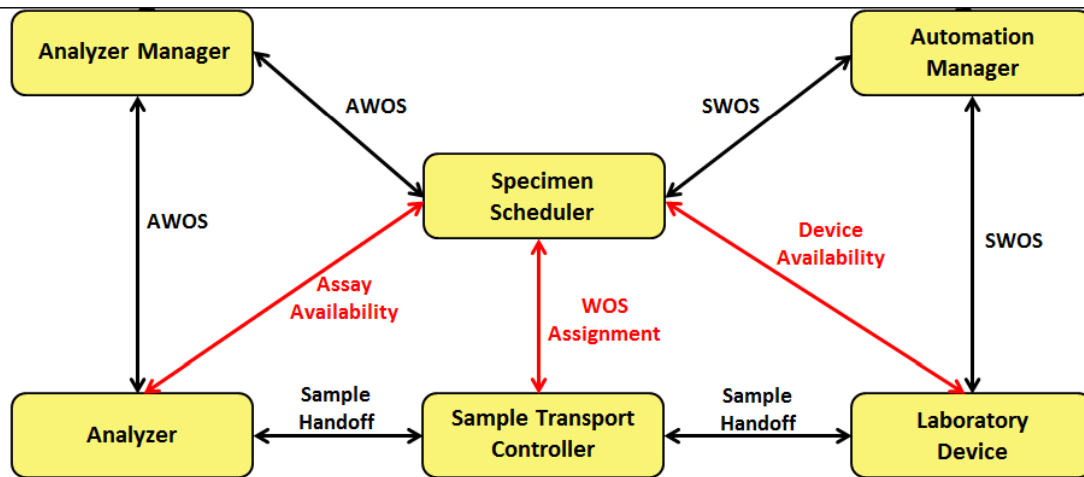 Analyzer Manager
Automation
Manager
AWOS
SWOS
Specimen
Scheduler
AWOS
Device
Availability
SWOS
Assay
Availability
WOS
Assignment
Analyzer
Sample
Handoff
Sample Transport
Controller
Sample
Handoff
Laboratory
Device